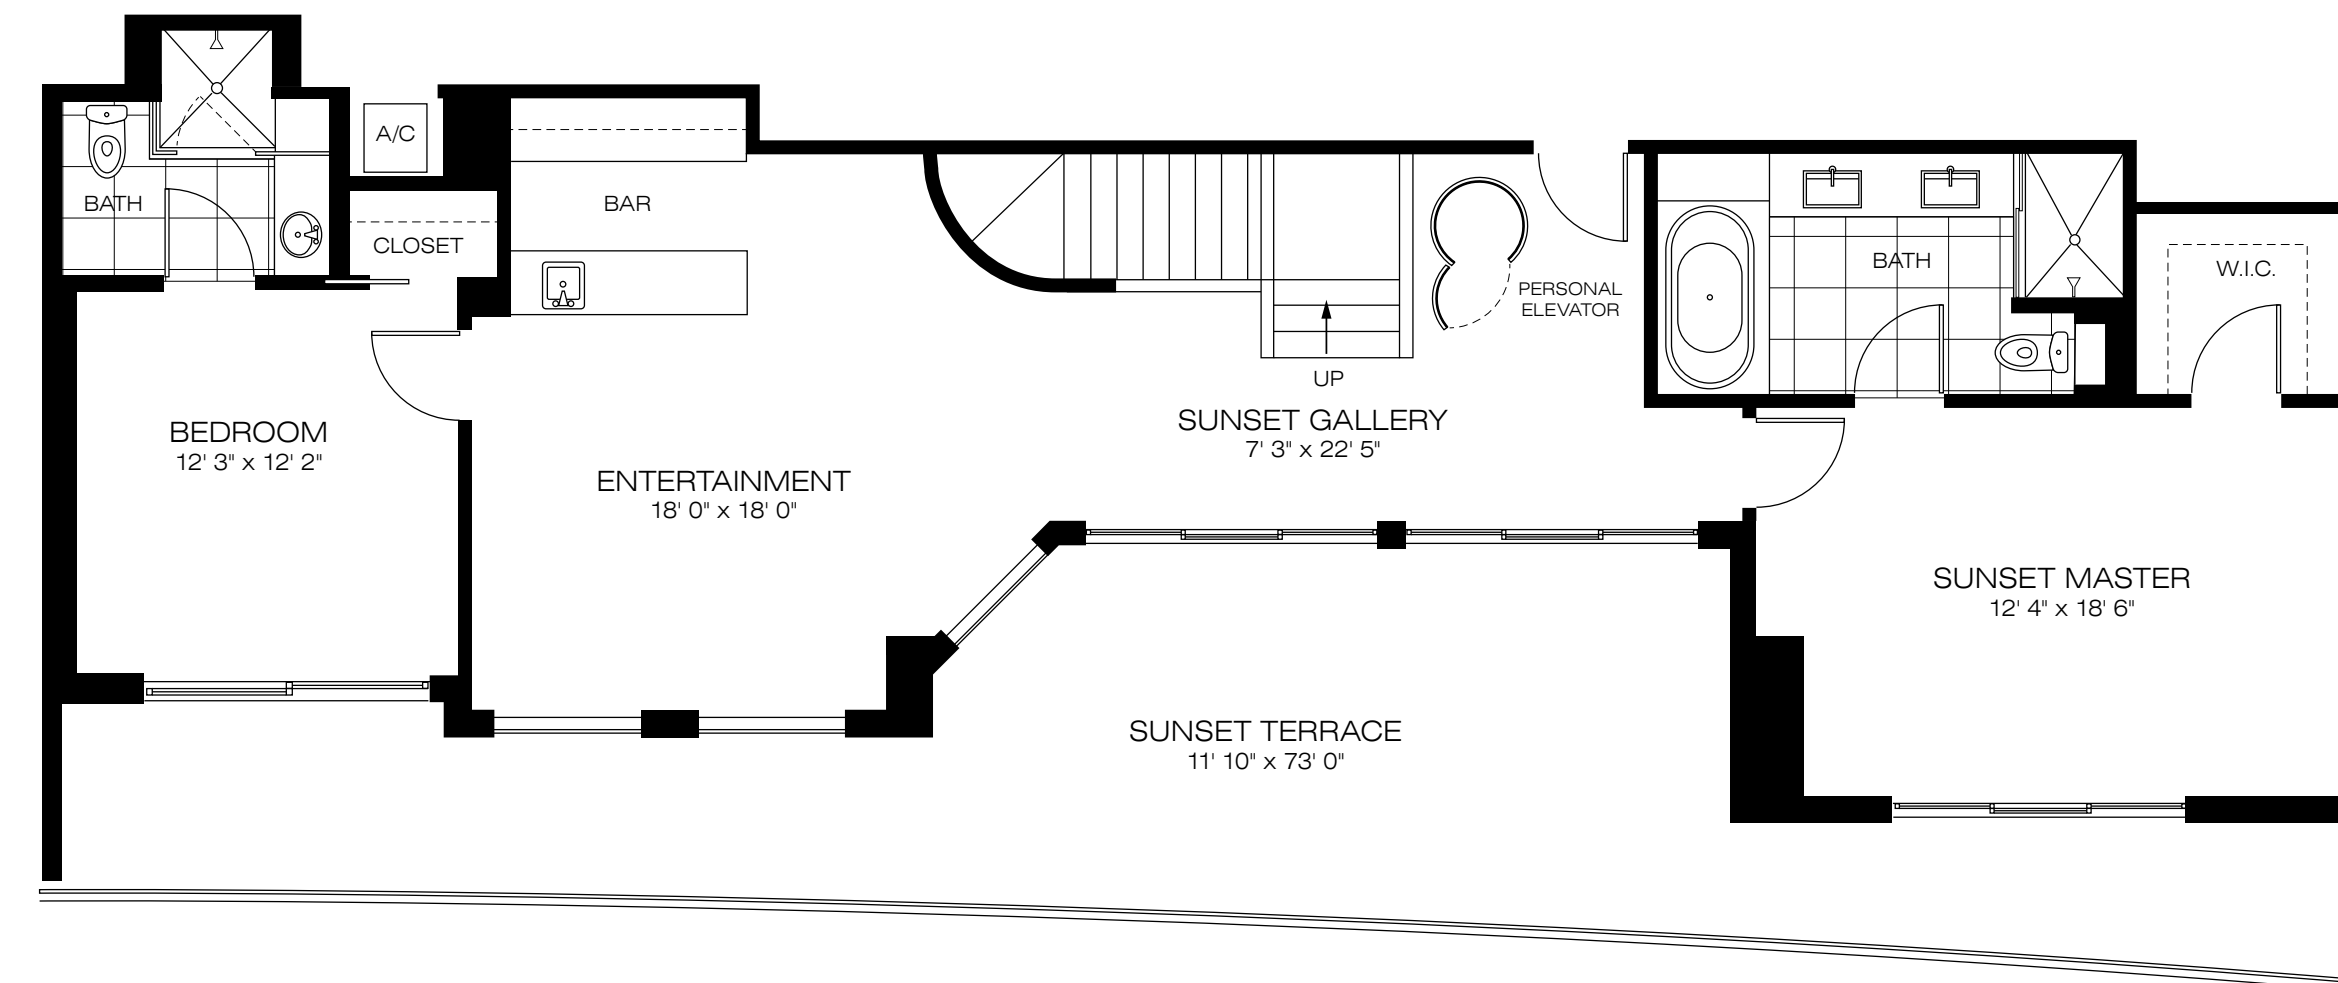 A/C
BATH
CLOSET
BAR
BEDROOM
12' 3" x 12' 2"
ENTERTAINMENT
18' 0" x 18' 0"
UP
SUNSET GALLERY
7' 3" x 22' 5"
PERSONAL
ELEVATOR
BATH
W.I.C.
SUNSET MASTER
12' 4" x 18' 6"
SUNSET TERRACE
11' 10" x 73' 0"